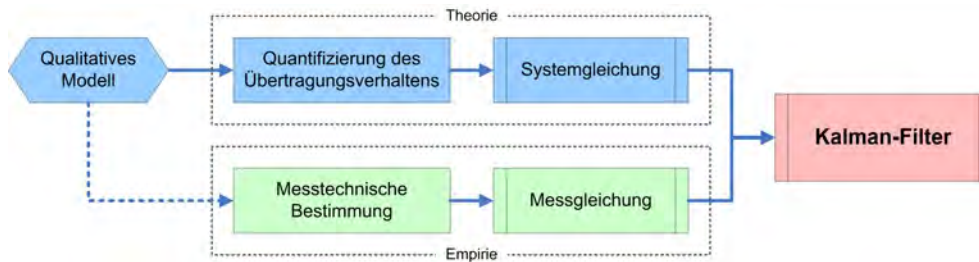 Theorie
Qualitatives
Modell
Quantifizierung des
Übertragungsverhaltens
Systemgleichung
Kalman-Filter
Messtechnische
Bestimmung
Messgleichung
Empirie